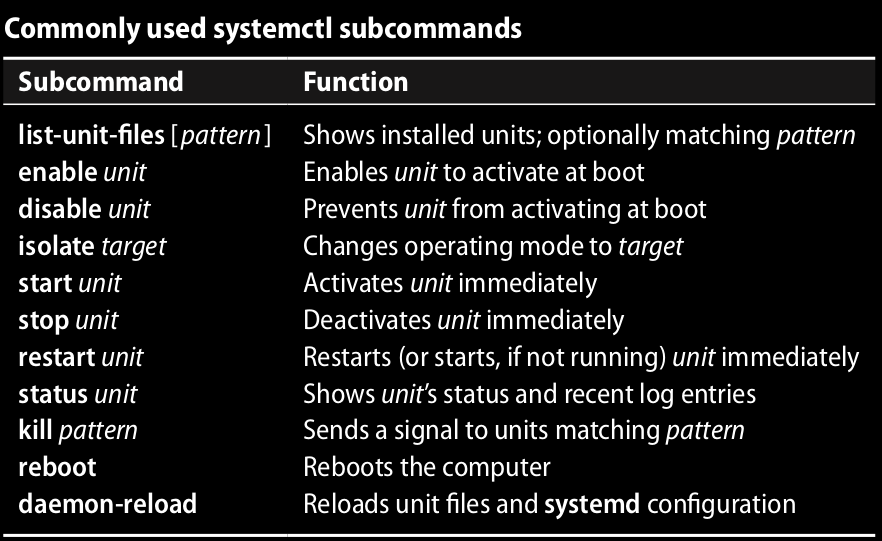 Commonly used systemctl subcommands
Subcommand Function
list-unit-files [pattern] Shows installed units; optionally matching pattern
enable unit Enables unit to activate at boot
disable unit Prevents unit from activating at boot
isolate target Changes operating mode to target
start unit Activates unit immediately
stop unit Deactivates unit immediately
restart unit Restarts (or starts, if not running) unit immediately
status unit Shows unit’s status and recent log entries
kill pattern Sends a signal to units matching pattern
reboot Reboots the computer
daemon-reload Reloads unit files and systemd configuration